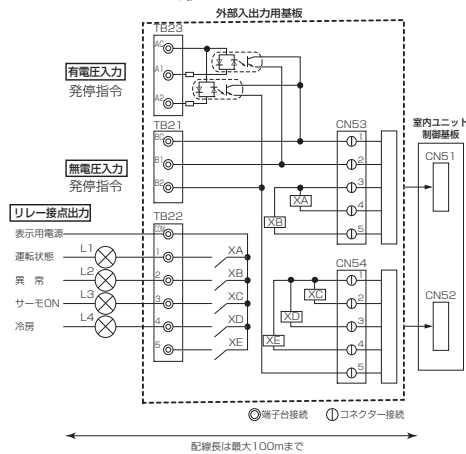 外部入出力用基板
TB23
AC
A1
A2
有電圧入力
発停指令
TB21
BC
B1
B2
無電圧入力
発停指令
リレー接点出力
TB22
表示用電源
COM
運転状態
L1
1
XA
異 常
L2
2
XB
サーモON
L3
3
XC
冷房
L4
4
XD
5
XE
CN53
1
2
3
4
5
XA
XB
CN54
1
2
3
4
5
XC
XD
XE
室内ユニット
制御基板
CN51
CN52
端子台接続
コネクター接続
配線長は最大100mまで